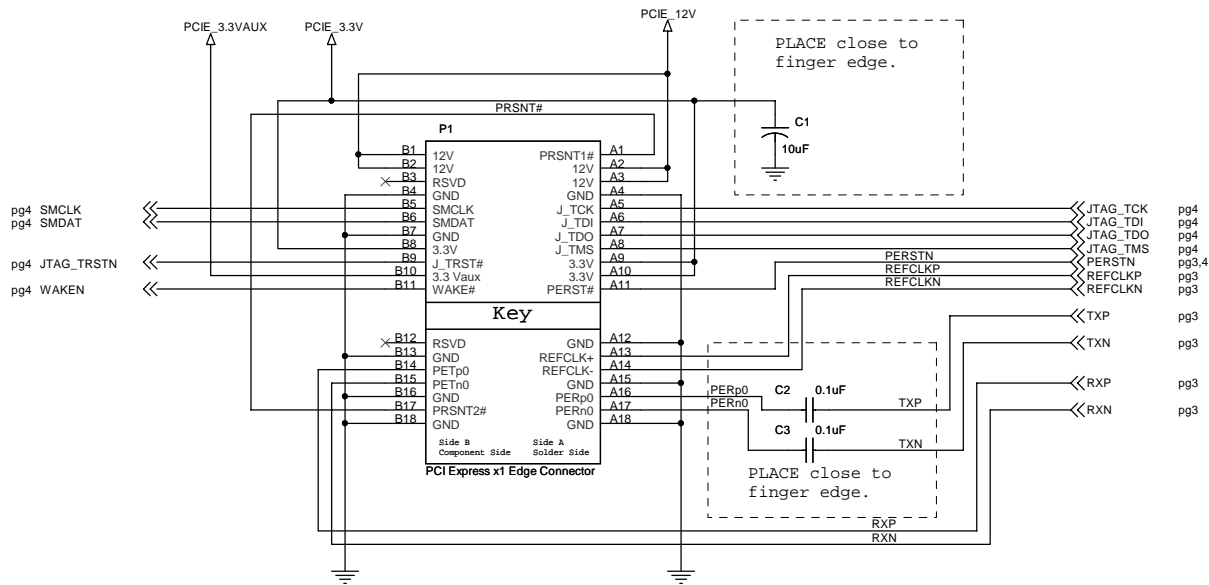 PCIE_3.3VAUX
PCIE_3.3V
PCIE_12V
PLACE close to
finger edge.
PRSNT#
C1
10uF
P1
B1 12V PRSNT1# A1
B2 12V 12V A2
B3 RSVD 12V A3
B4 GND GND A4
pg4 SMCLK B5 SMCLK J_TCK A5 JTAG_TCK pg4
pg4 SMDAT B6 SMDAT J_TDI A6 JTAG_TDI pg4
B7 GND J_TDO A7 JTAG_TDO pg4
B8 3.3V J_TMS A8 JTAG_TMS pg4
pg4 JTAG_TRSTN B9 J_TRST# 3.3V A9 PERSTN PERSTN pg3,4
B10 3.3 Vaux 3.3V A10 REFCLKP REFCLKP pg3
pg4 WAKEN B11 WAKE# PERST# A11 REFCLKN REFCLKN pg3
Key
TXP pg3
B12 RSVD GND A12 TXN pg3
B13 GND REFCLK+ A13
B14 PETp0 REFCLK- A14
B15 PETn0 GND A15 RXP pg3
B16 GND PERp0 A16 PERp0 C2 0.1uF TXP
B17 PRSNT2# PERn0 A17 PERn0 RXN pg3
B18 GND GND A18
C3 0.1uF TXN
Side B Side A
Component Side Solder Side
PCI Express x1 Edge Connector
PLACE close to
finger edge.
RXP
RXN